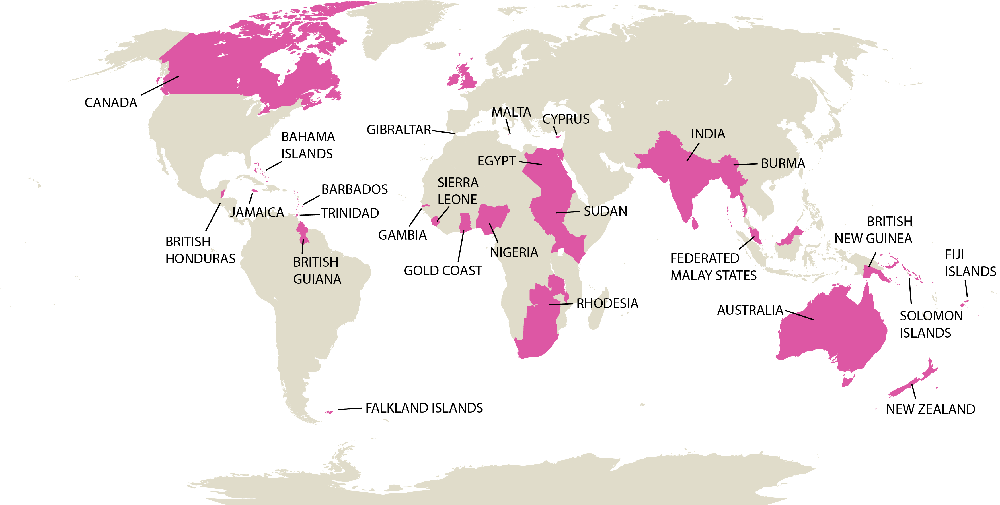 CANADA
BAHAMA
ISLANDS
BARBADOS
JAMAICA
TRINIDAD
BRITISH
HONDURAS
BRITISH
GUIANA
FALKLAND ISLANDS
GIBRALTAR
MALTA
CYPRUS
EGYPT
SIERRA
LEONE
SUDAN
GAMBIA
NIGERIA
GOLD COAST
RHODESIA
INDIA
BURMA
FEDERATED
MALAY STATES
BRITISH
NEW GUINEA
FIJI
ISLANDS
AUSTRALIA
SOLOMON
ISLANDS
NEW ZEALAND